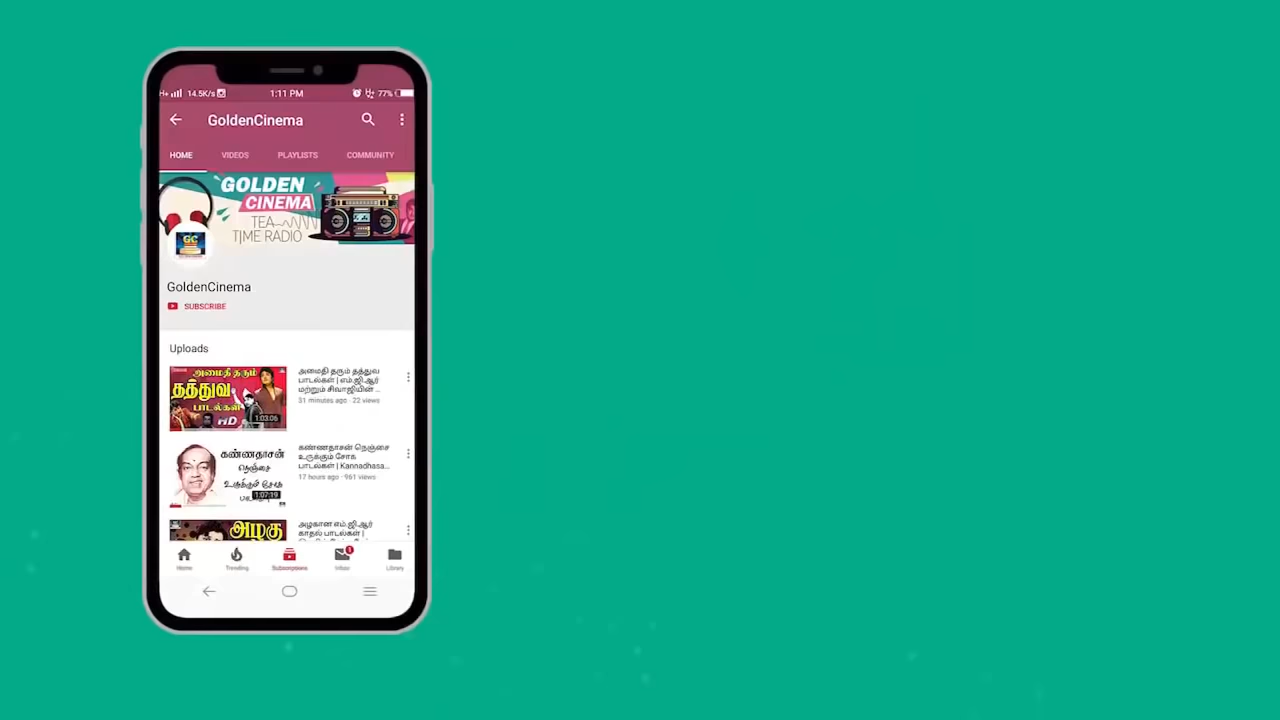 H+ 14.5K/s 1:11 PM 77%
GoldenCinema
HOME VIDEOS PLAYLISTS COMMUNITY
GOLDEN
CINEMA
TEA
TIME RADIO
GC
GoldenCinema
SUBSCRIBE
Uploads
அமைதி தரும்
தத்துவ
பாடல்கள்
HD
1:03:06
அமைதி தரும் தத்துவ
பாடல்கள் | எம்.ஜி.ஆர்
மற்றும் சிவாஜியின் ...
31 minutes ago · 22 views
கண்ணதாசன்
நெஞ்சை
உருக்கும் சோக
1:07:19
கண்ணதாசன் நெஞ்சை
உருக்கும் சோக
பாடல்கள் | Kannadhasa...
17 hours ago · 961 views
அழகு
அழகான எம்.ஜி.ஆர்
காதல் பாடல்கள் |
Home Trending Subscriptions Inbox Library
1